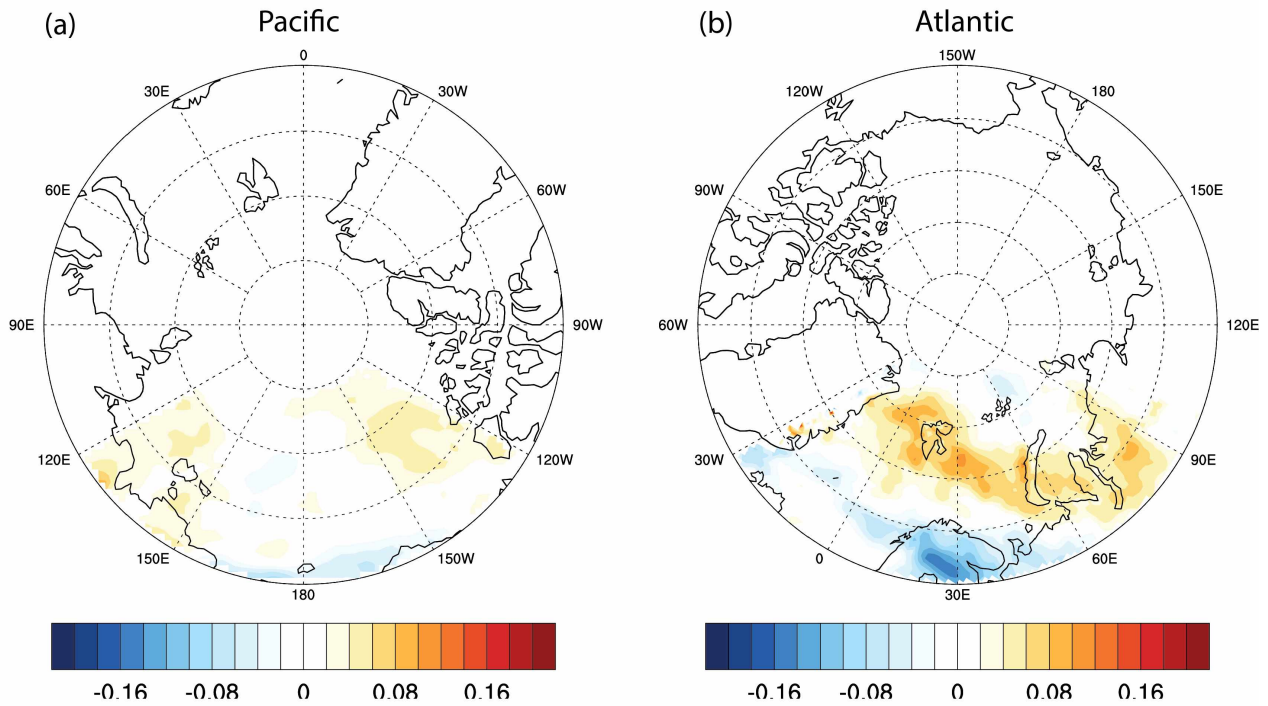 (a) Pacific
(b) Atlantic
0
30E 30W
60E 60W
90E 90W
120E 120W
150E 150W
180
150W
120W 180
90W 150E
60W 120E
30W 90E
0 60E
30E
-0.16 -0.08 0 0.08 0.16
-0.16 -0.08 0 0.08 0.16